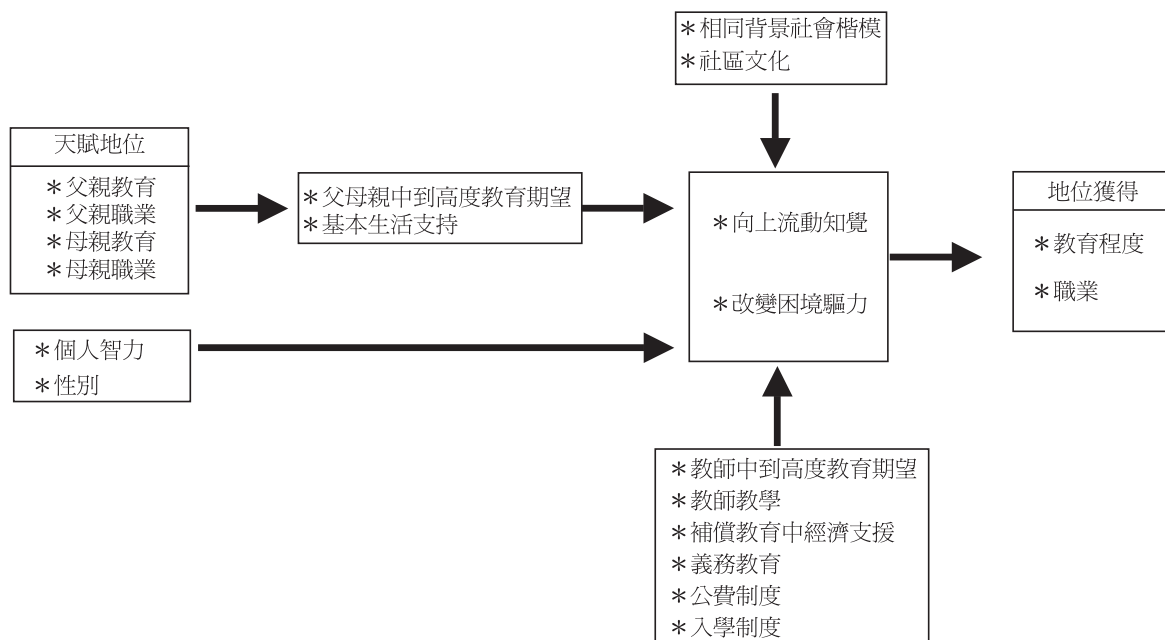 ＊相同背景社會楷模
＊社區文化
天賦地位
＊父親教育
＊父親職業
＊母親教育
＊母親職業
＊父母親中到高度教育期望
＊基本生活支持
＊向上流動知覺
＊改變困境驅力
地位獲得
＊教育程度
＊職業
＊個人智力
＊性別
＊教師中到高度教育期望
＊教師教學
＊補償教育中經濟支援
＊義務教育
＊公費制度
＊入學制度